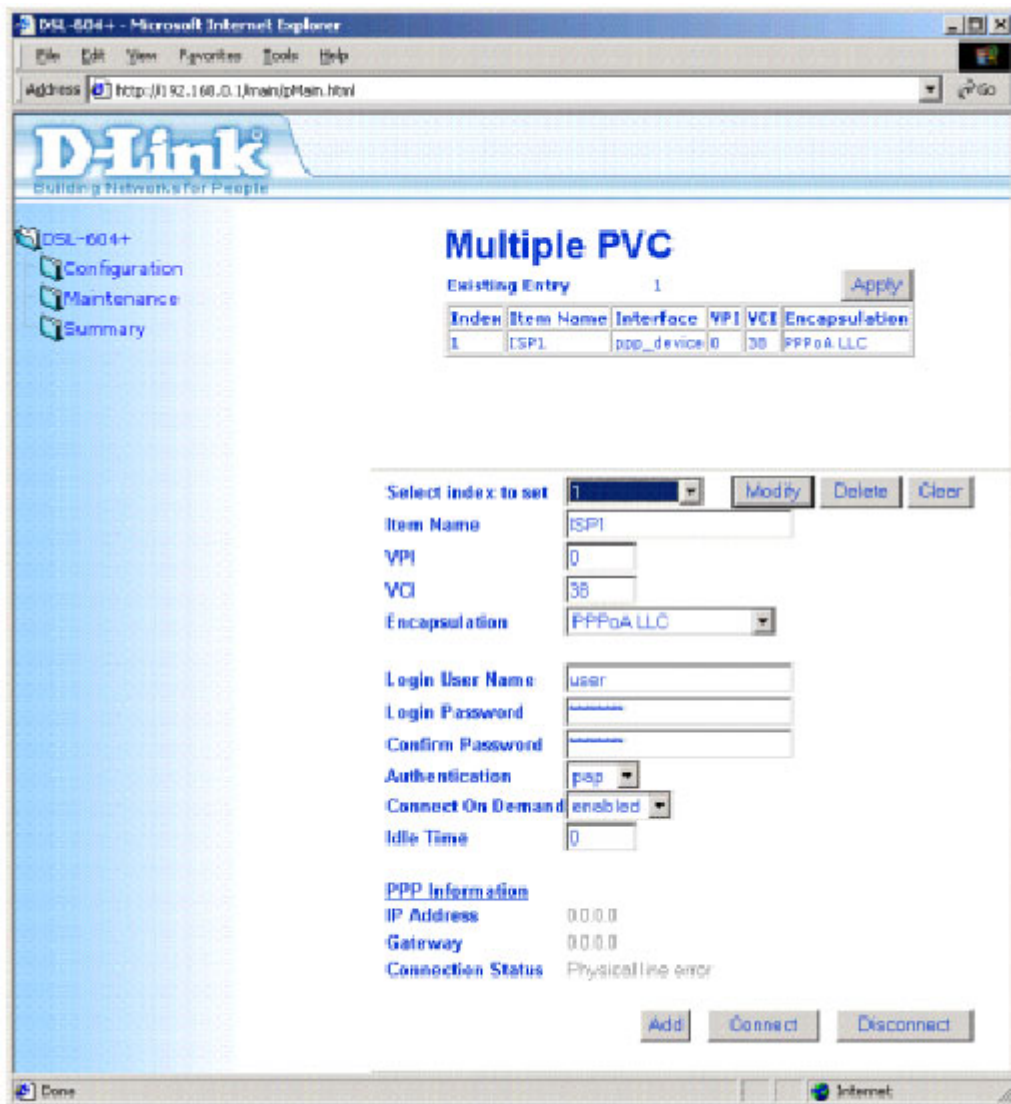 DSL-604+ - Microsoft Internet Explorer
File Edit View Favorites Tools Help
Address http://192.168.0.1/main/pMain.html Go
D-Link
Building Networks for People
DSL-604+
Configuration
Maintenance
Summary
Multiple PVC
Existing Entry 1 Apply
Index Item Name Interface VPI VCI Encapsulation
1 ISP1 ppp_device 0 38 PPPoA LLC
Select index to set 1 Modify Delete Clear
Item Name ISP1
VPI 0
VCI 38
Encapsulation PPPoA LLC
Login User Name user
Login Password ********
Confirm Password ********
Authentication pap
Connect On Demand enabled
Idle Time 0
PPP Information
IP Address 0.0.0.0
Gateway 0.0.0.0
Connection Status Physical line error
Add Connect Disconnect
Done Internet